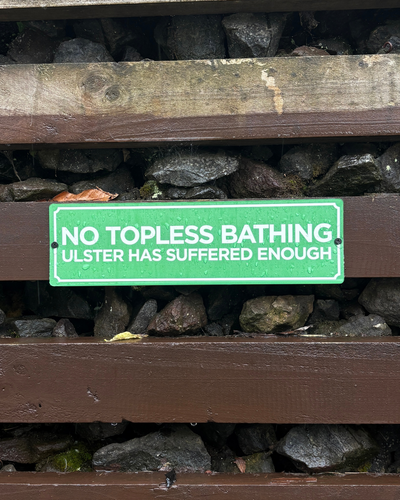 NO TOPLESS BATHING
ULSTER HAS SUFFERED ENOUGH